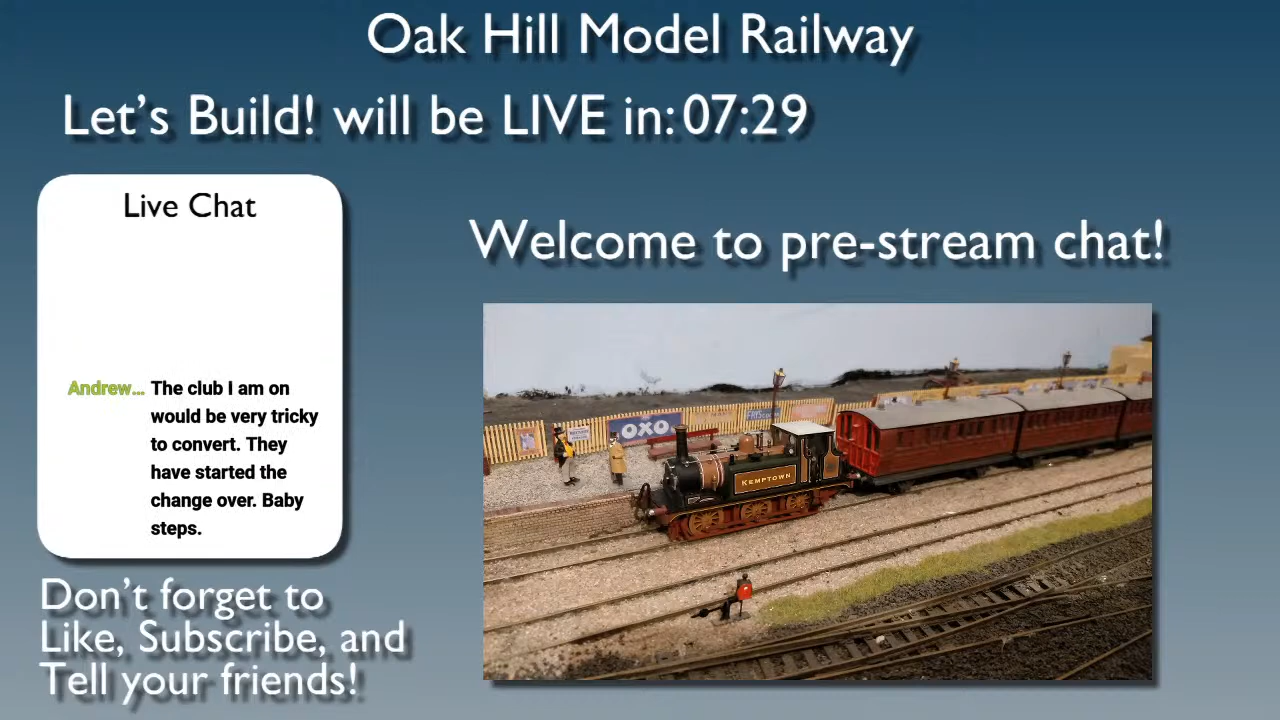 Oak Hill Model Railway
Let's Build! will be LIVE in: 07:29
Live Chat
Welcome to pre-stream chat!
Andrew... The club I am on
would be very tricky
to convert. They
have started the
change over. Baby
steps.
OXO
KEMPTOWN
Don't forget to
Like, Subscribe, and
Tell your friends!